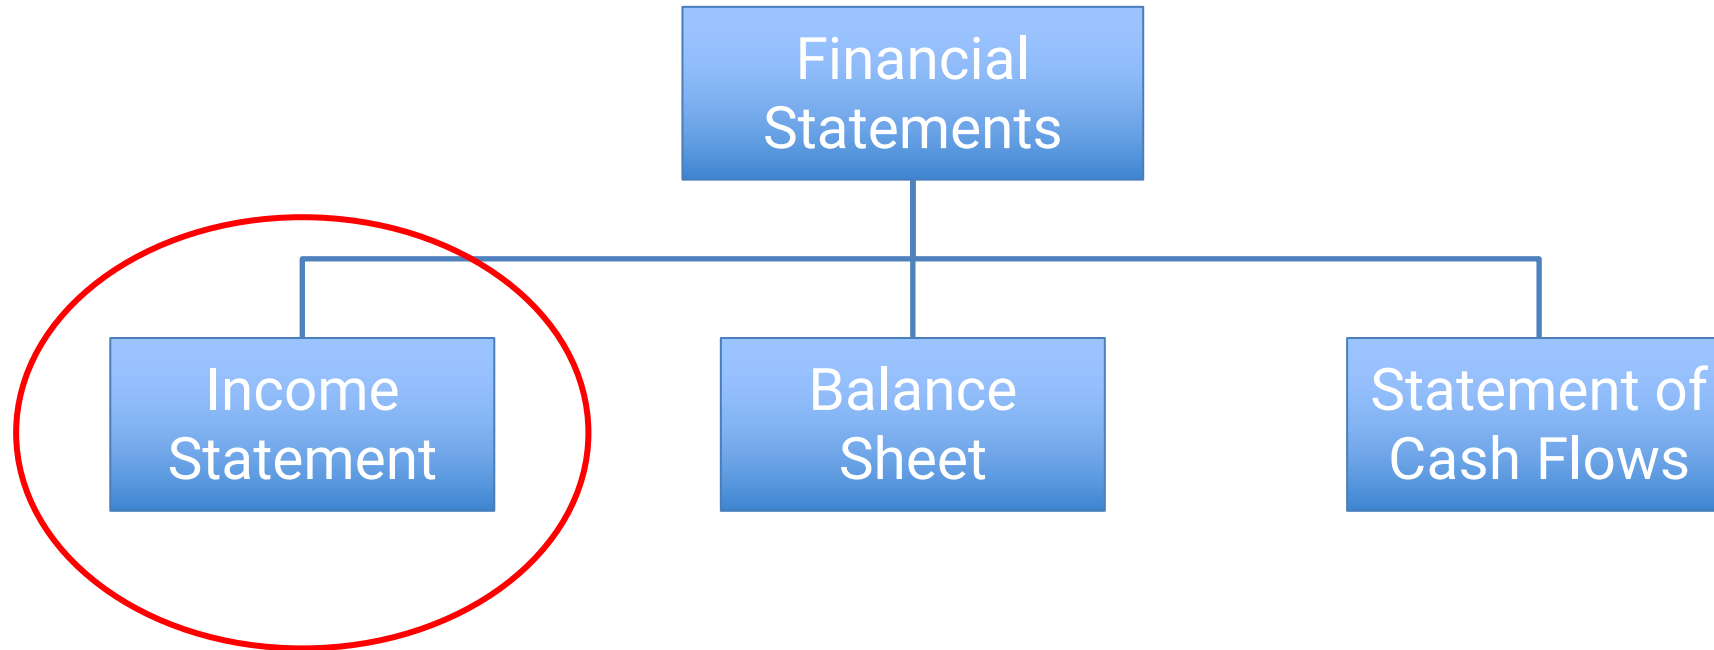 Financial
Statements
Income
Statement
Balance
Sheet
Statement of
Cash Flows